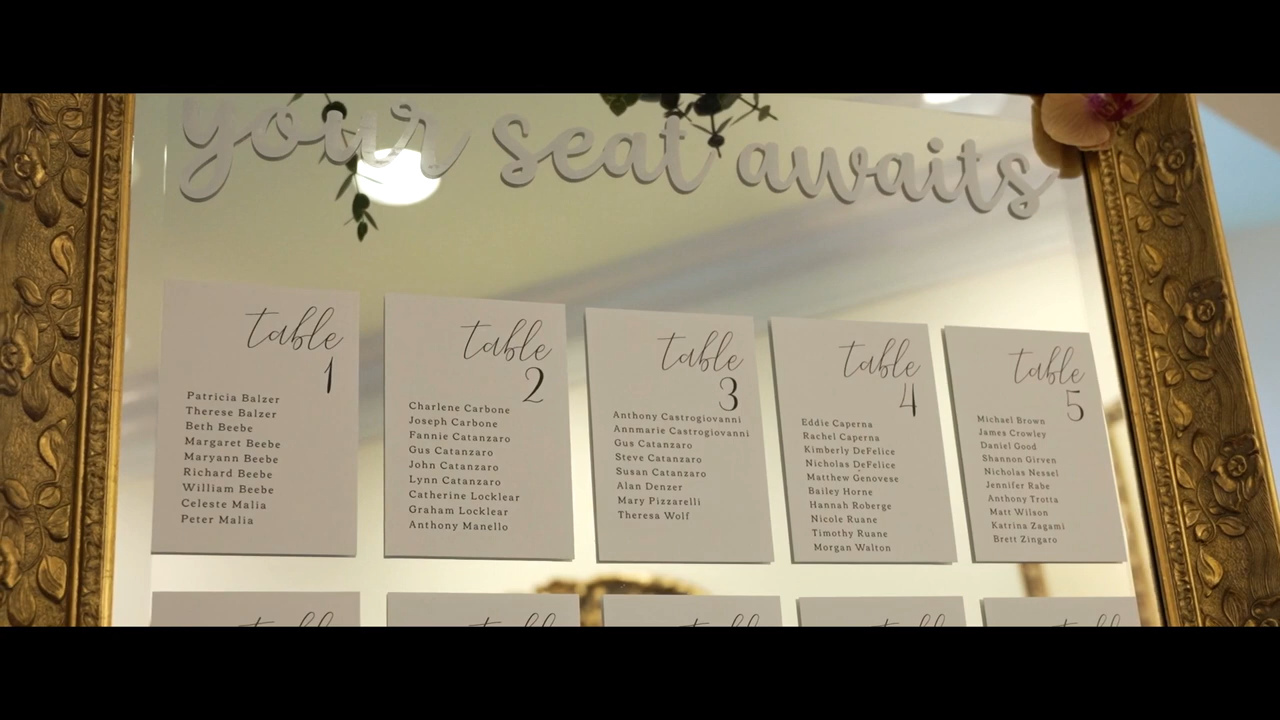 your seat awaits
table
1
Patricia Balzer
Therese Balzer
Beth Beebe
Margaret Beebe
Maryann Beebe
Richard Beebe
William Beebe
Celeste Malia
Peter Malia
table
2
Charlene Carbone
Joseph Carbone
Fannie Catanzaro
Gus Catanzaro
John Catanzaro
Lynn Catanzaro
Catherine Locklear
Graham Locklear
Anthony Manello
table
3
Anthony Castrogiovanni
Annmarie Castrogiovanni
Gus Catanzaro
Steve Catanzaro
Susan Catanzaro
Alan Denzer
Mary Pizzarelli
Theresa Wolf
table
4
Eddie Caperna
Rachel Caperna
Kimberly DeFelice
Nicholas DeFelice
Matthew Genovese
Bailey Horne
Hannah Roberge
Nicole Ruane
Timothy Ruane
Morgan Walton
table
5
Michael Brown
James Crowley
Daniel Good
Shannon Girven
Nicholas Nessel
Jennifer Rabe
Anthony Trotta
Matt Wilson
Katrina Zagami
Brett Zingaro